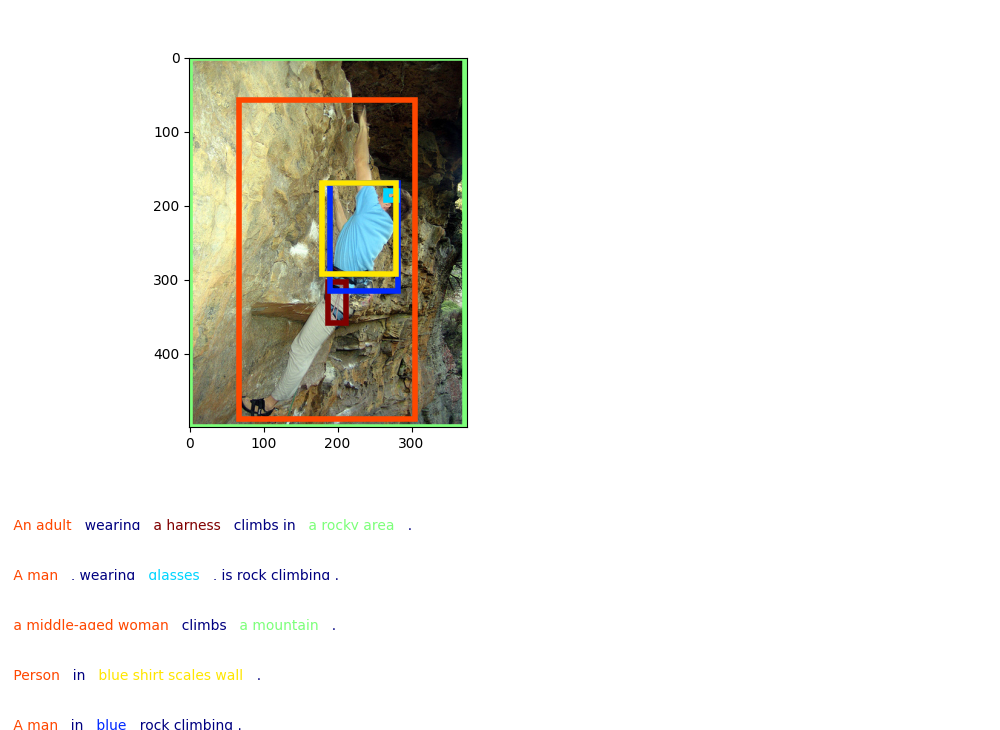 0
100
200
300
400
0 100 200 300
An adult wearing a harness climbs in a rocky area .
A man , wearing glasses , is rock climbing .
a middle-aged woman climbs a mountain .
Person in blue shirt scales wall .
A man in blue rock climbing .